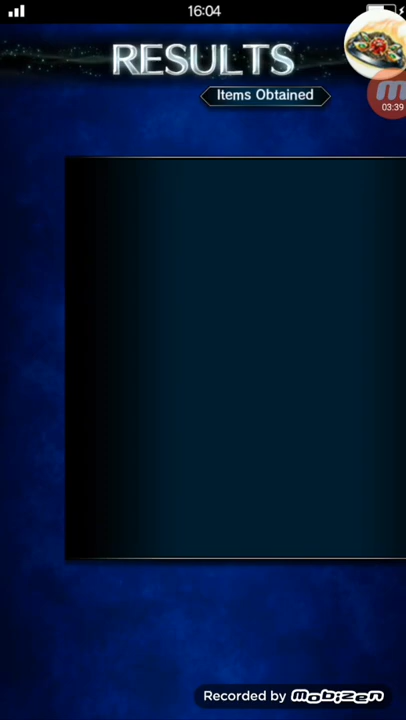 16:04
RESULTS
Items Obtained
03:39
Recorded by mobizen